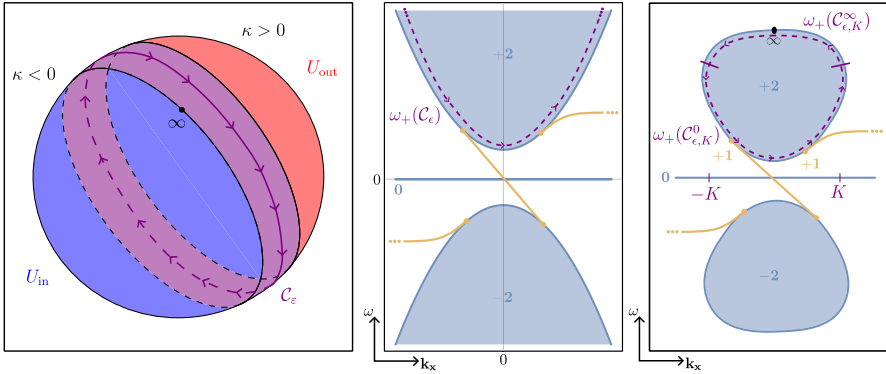 κ > 0
κ < 0
U_out
∞
U_in
𝒞_ε
+2
ω_+(𝒞_ϵ)
0
0
−2
ω
k_x
0
ω_+(𝒞^∞_{ϵ,K})
∞
+2
ω_+(𝒞^0_{ϵ,K})
+1
+1
0
−K
K
−2
ω
k_x